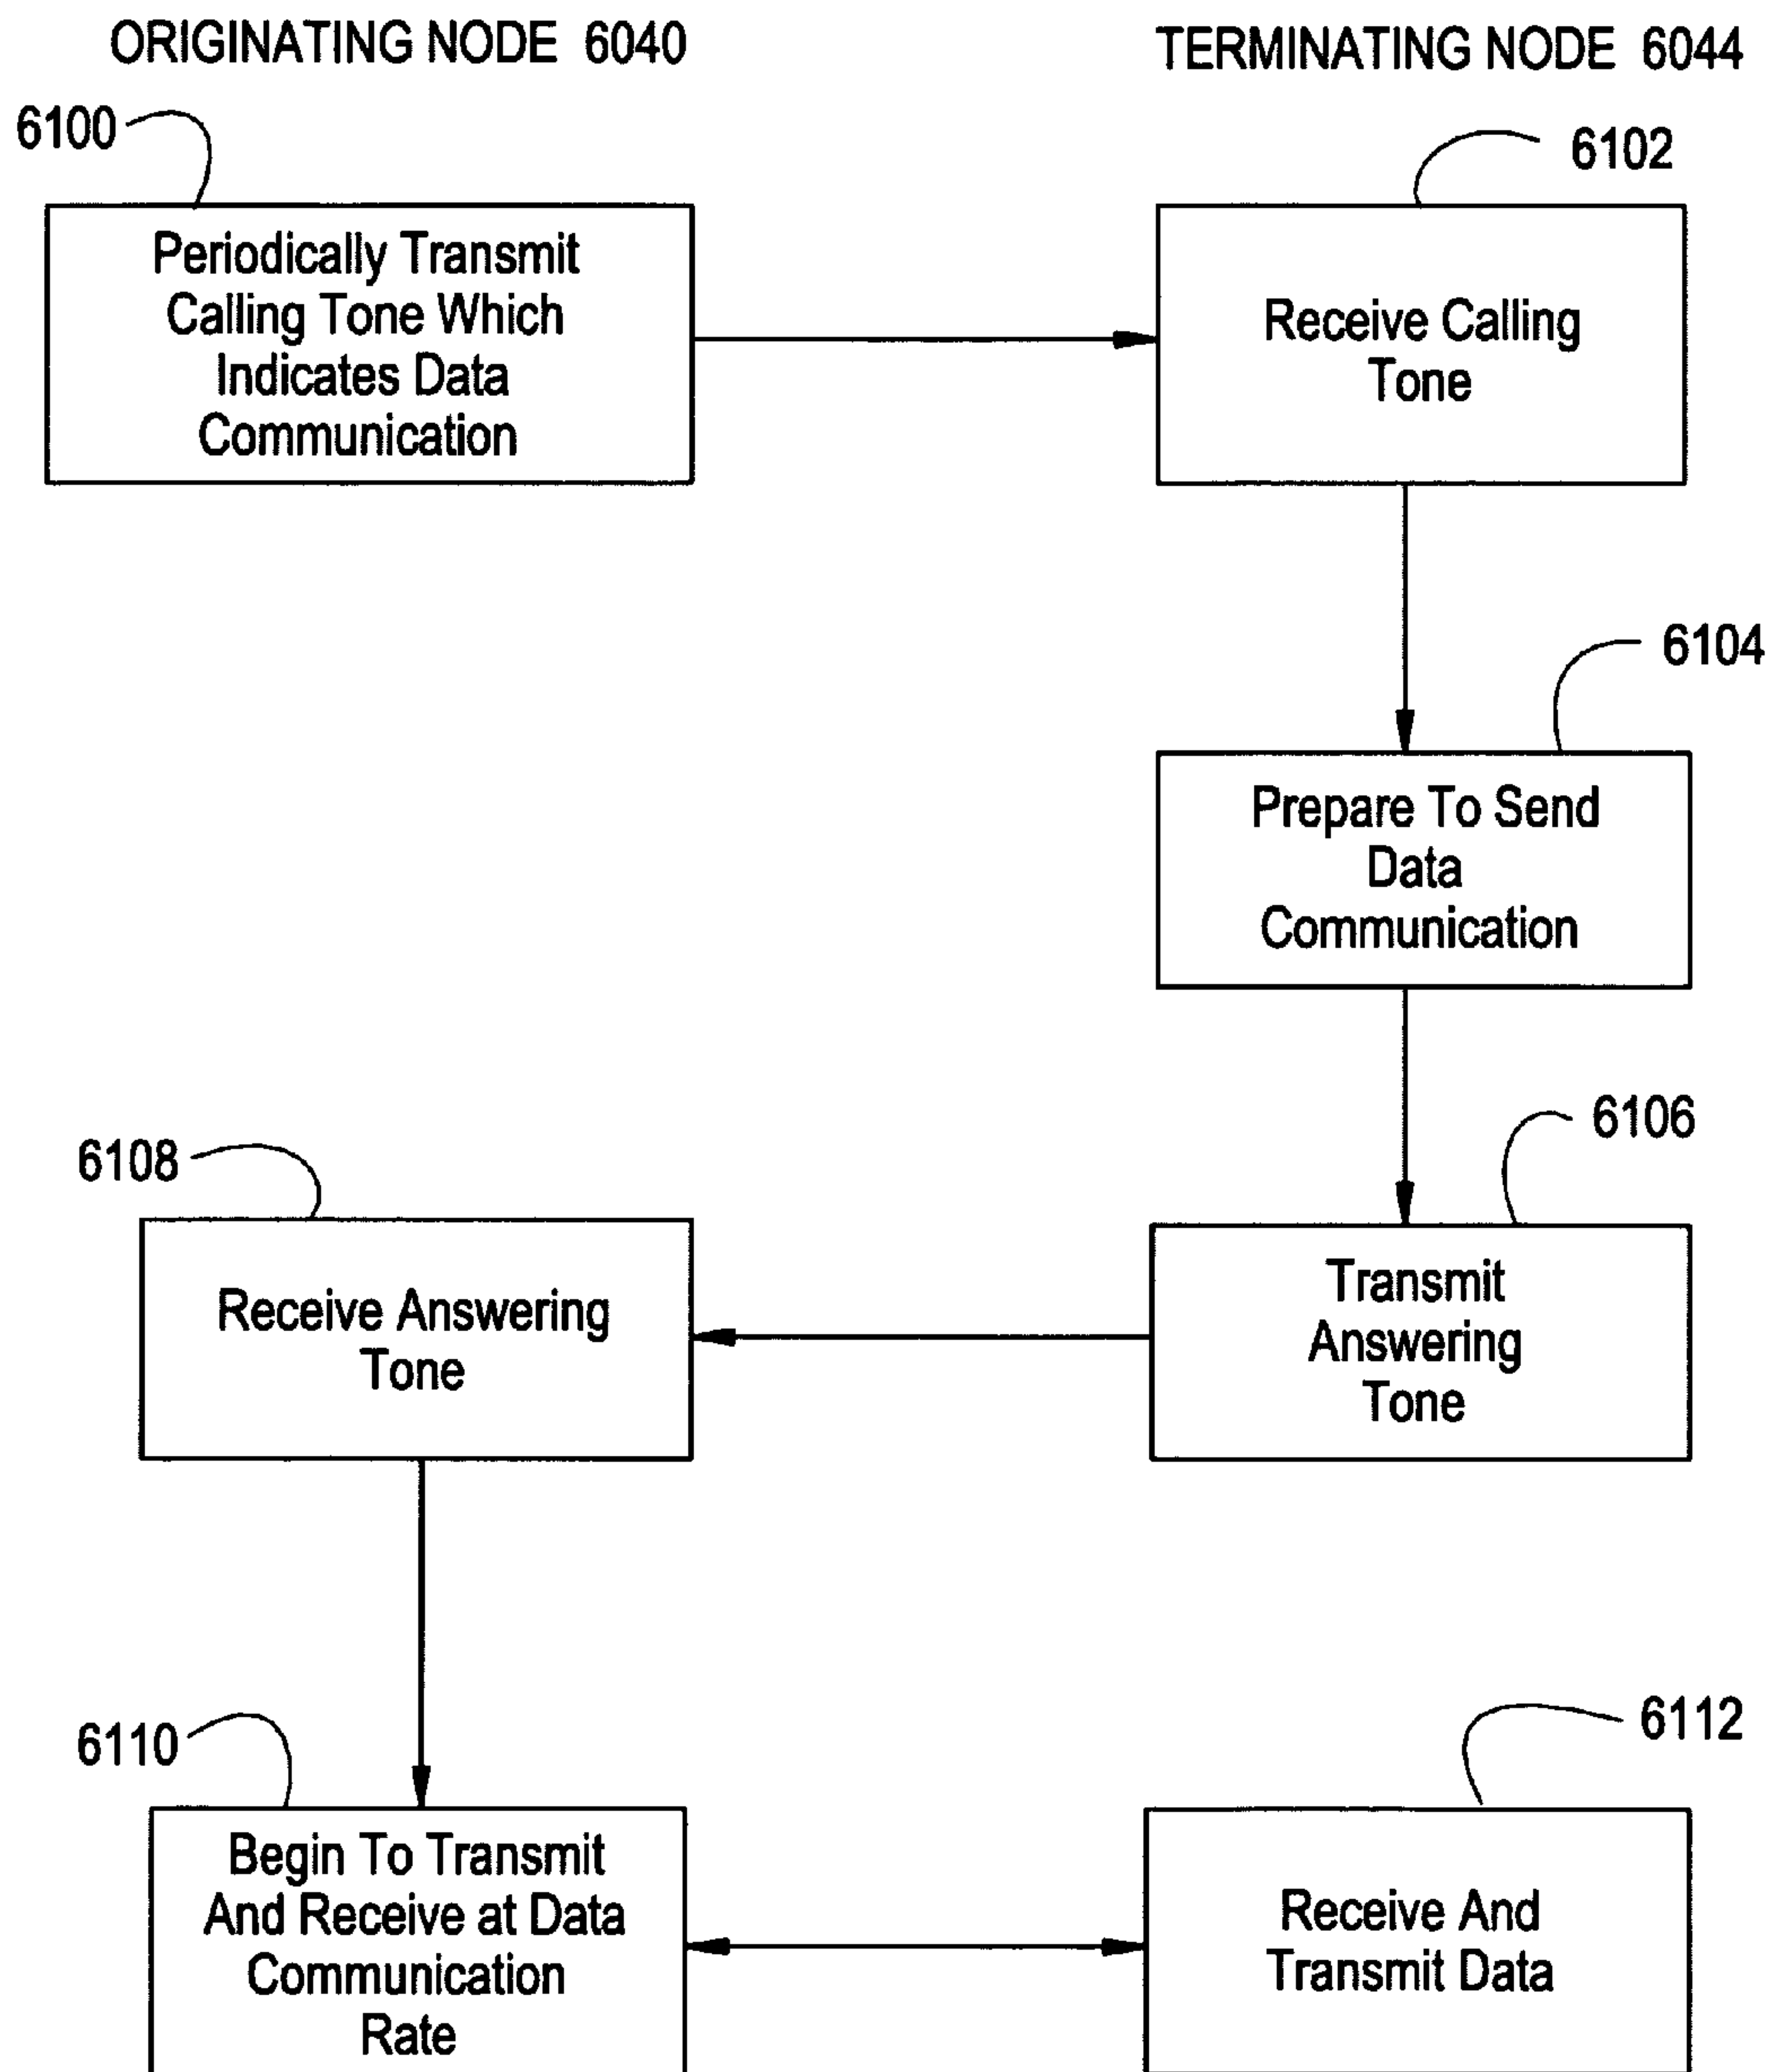 ORIGINATING NODE 6040
TERMINATING NODE 6044
6100
6102
Periodically Transmit
Calling Tone Which
Indicates Data
Communication
Receive Calling
Tone
6104
Prepare To Send
Data
Communication
6106
6108
Transmit
Answering
Tone
Receive Answering
Tone
6110
6112
Begin To Transmit
And Receive at Data
Communication
Rate
Receive And
Transmit Data